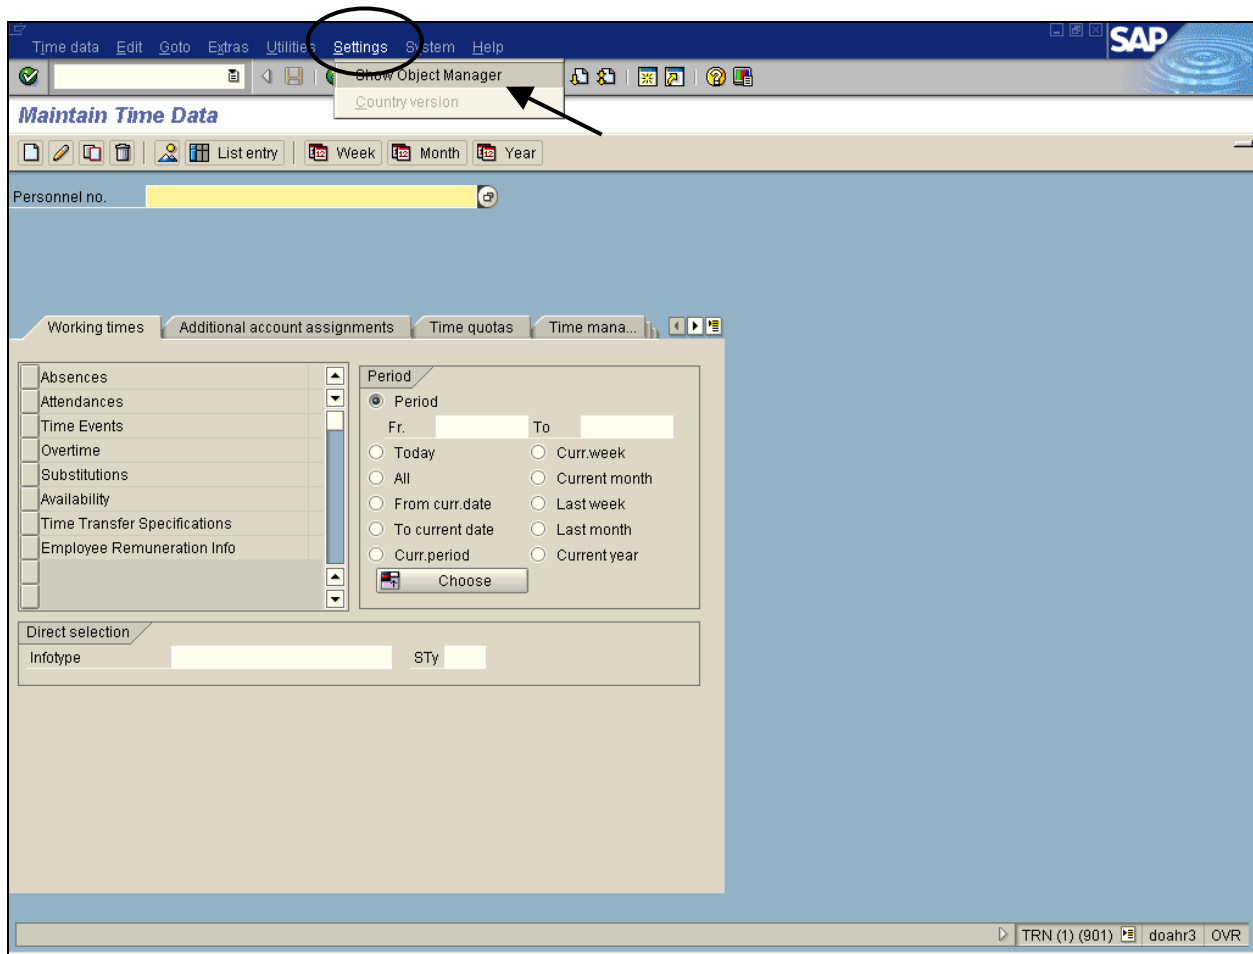 Time data Edit Goto Extras Utilities Settings System Help
SAP
Show Object Manager
Country version
Maintain Time Data
List entry Week Month Year
Personnel no.
Working times Additional account assignments Time quotas Time mana...
Absences
Attendances
Time Events
Overtime
Substitutions
Availability
Time Transfer Specifications
Employee Remuneration Info
Period
Period
Fr. To
Today Curr.week
All Current month
From curr.date Last week
To current date Last month
Curr.period Current year
Choose
Direct selection
Infotype STy
TRN (1) (901) doahr3 OVR